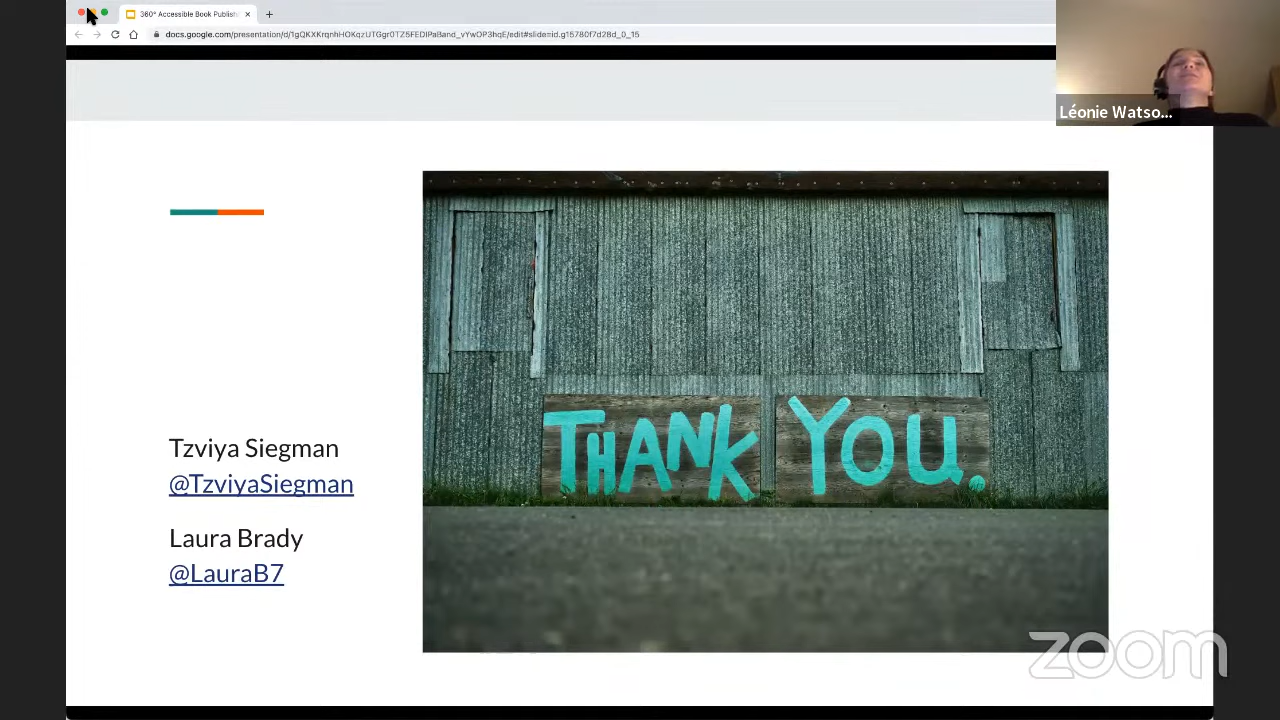 360° Accessible Book Publish
docs.google.com/presentation/d/1gQKXKrqnhHOKqzUTGgr0TZ5FEDIPaBand_vYwOP3hqE/edit#slide=id.g15780f7d28d_0_15
Léonie Watso...
THANK YOU.
Tzviya Siegman
@TzviyaSiegman
Laura Brady
@LauraB7
zoom